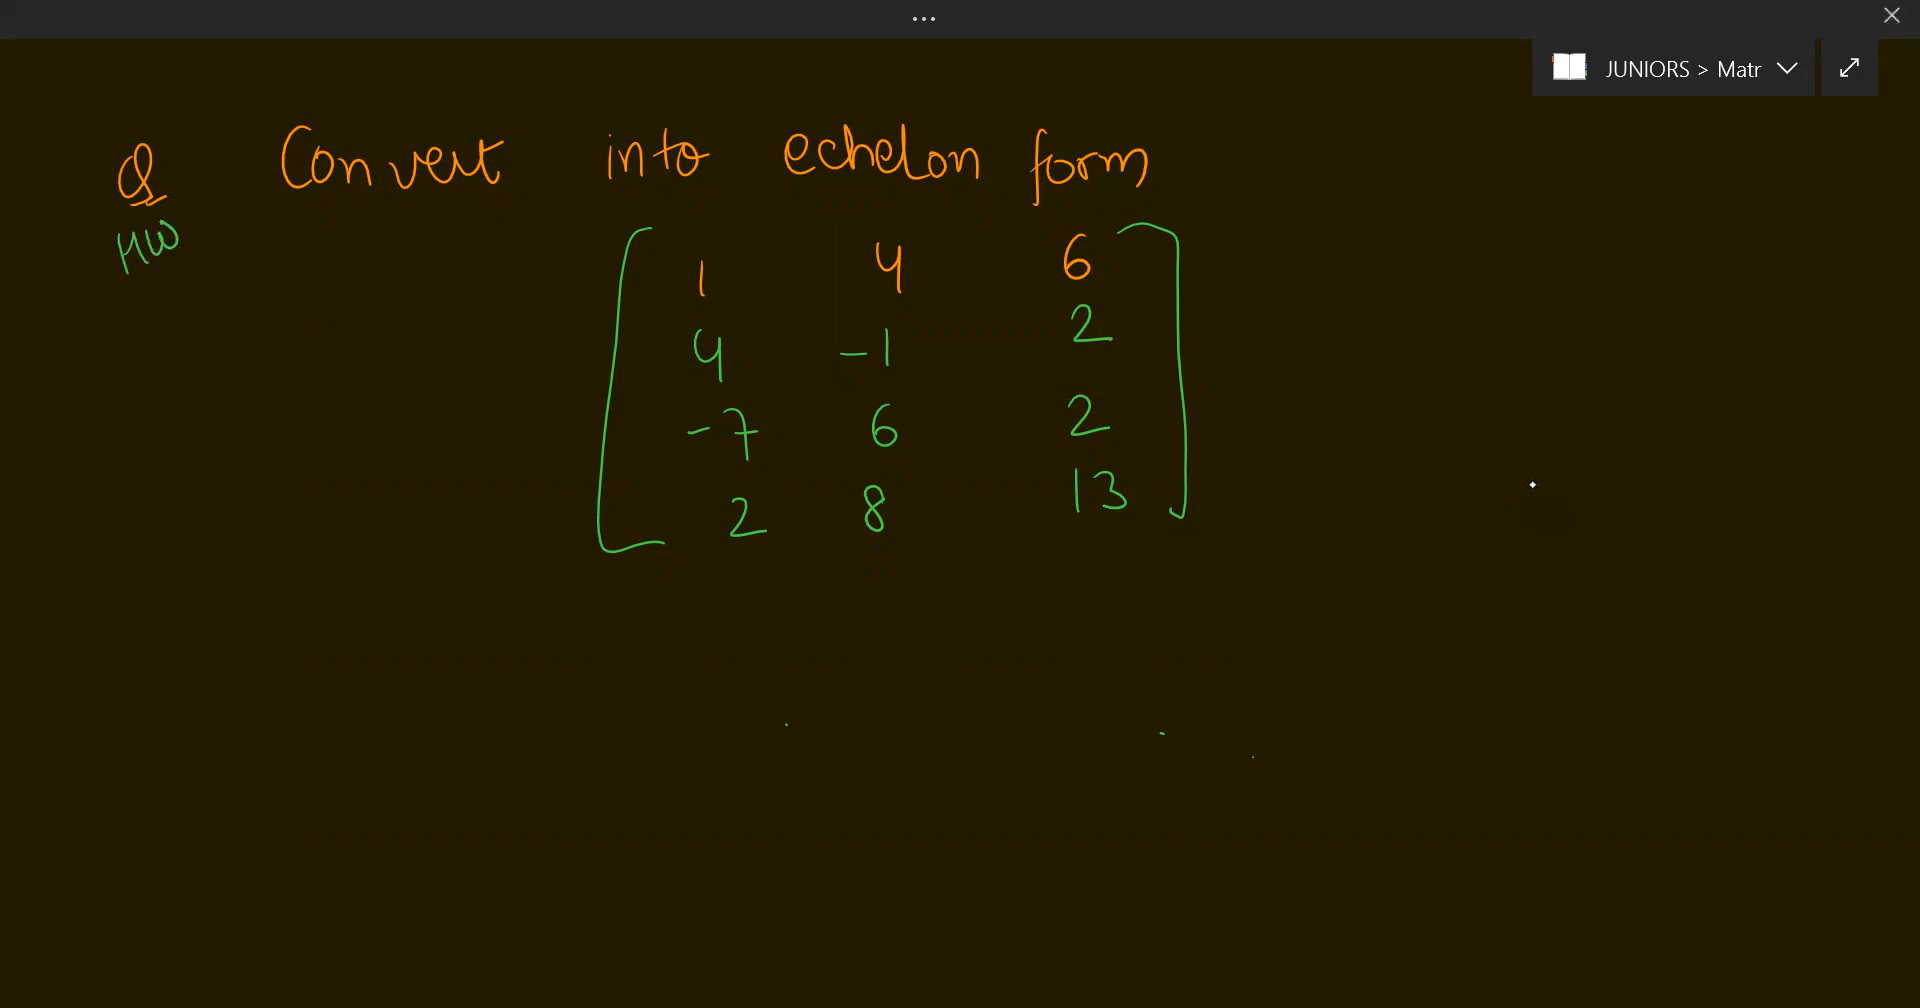 ...
JUNIORS > Matr
Q Convert into echelon form
HW
1 4 6
4 -1 2
-7 6 2
2 8 13